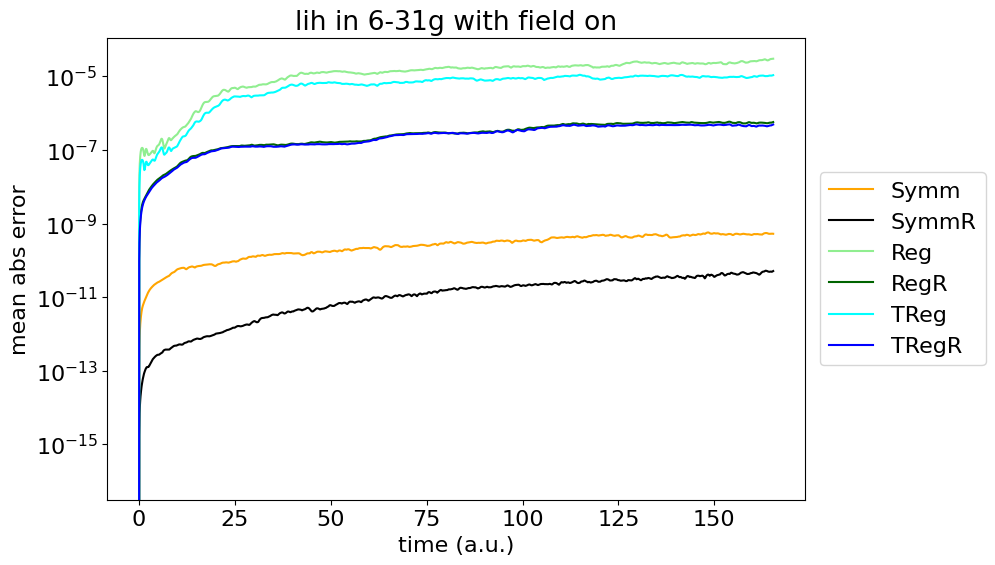 lih in 6-31g with field on
mean abs error
10⁻⁵
10⁻⁷
10⁻⁹
10⁻¹¹
10⁻¹³
10⁻¹⁵
0 25 50 75 100 125 150
time (a.u.)
Symm
SymmR
Reg
RegR
TReg
TRegR